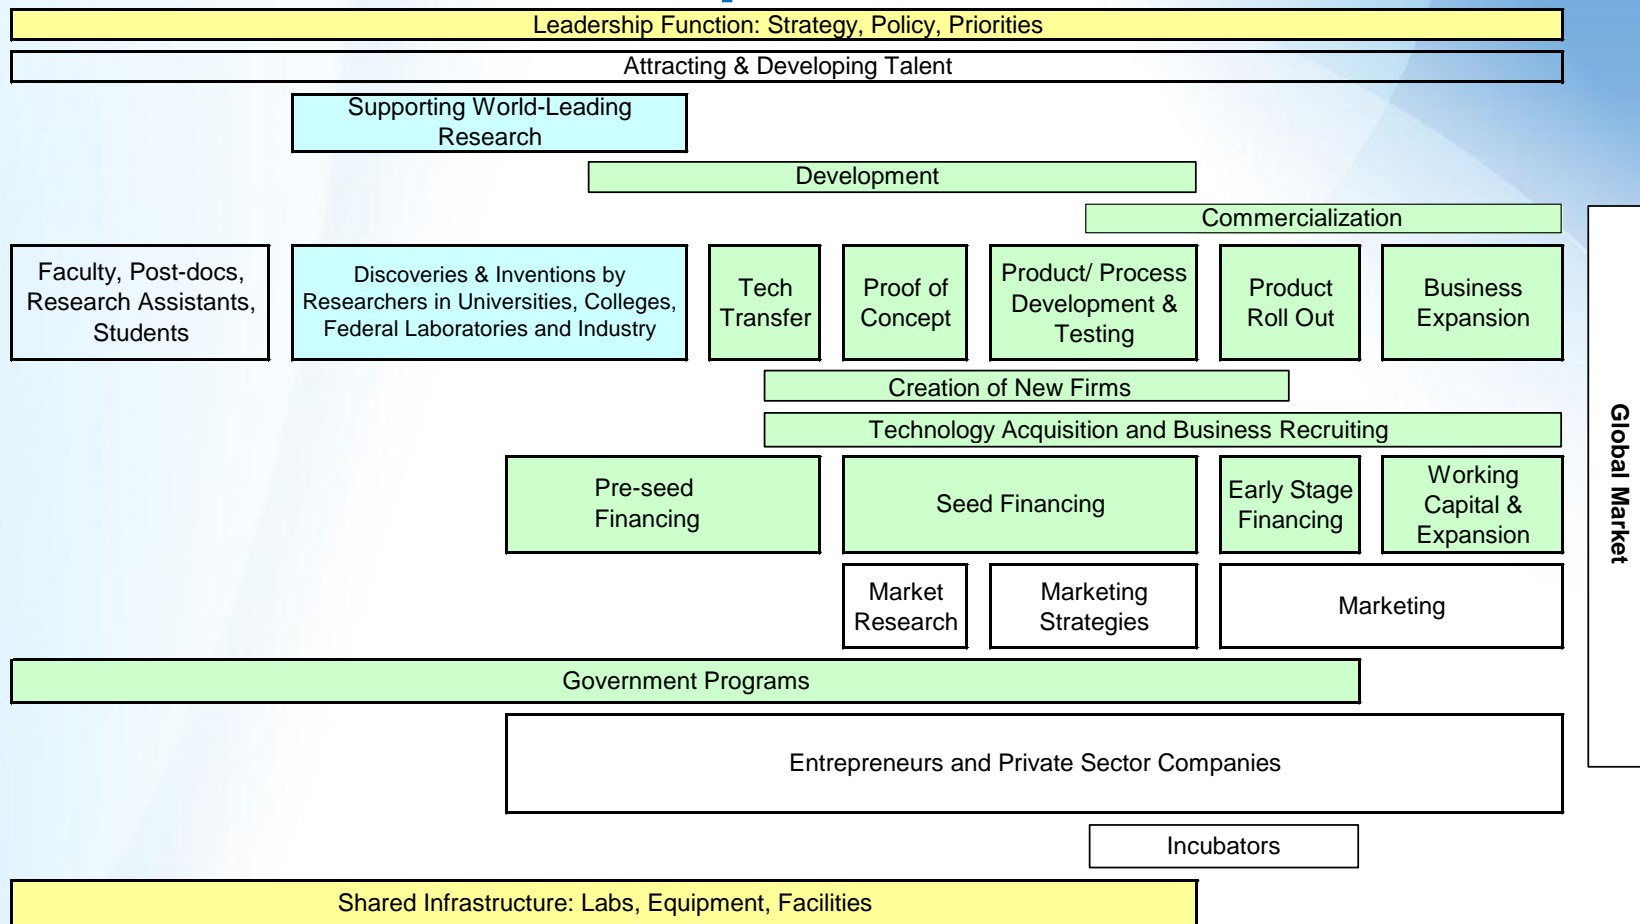 Leadership Function: Strategy, Policy, Priorities
Attracting & Developing Talent
Supporting World-Leading
Research
Development
Commercialization
Faculty, Post-docs,
Research Assistants,
Students
Discoveries & Inventions by
Researchers in Universities, Colleges,
Federal Laboratories and Industry
Tech
Transfer
Proof of
Concept
Product/ Process
Development &
Testing
Product
Roll Out
Business
Expansion
Creation of New Firms
Technology Acquisition and Business Recruiting
Pre-seed
Financing
Seed Financing
Early Stage
Financing
Working
Capital &
Expansion
Market
Research
Marketing
Strategies
Marketing
Government Programs
Entrepreneurs and Private Sector Companies
Incubators
Shared Infrastructure: Labs, Equipment, Facilities
Global Market